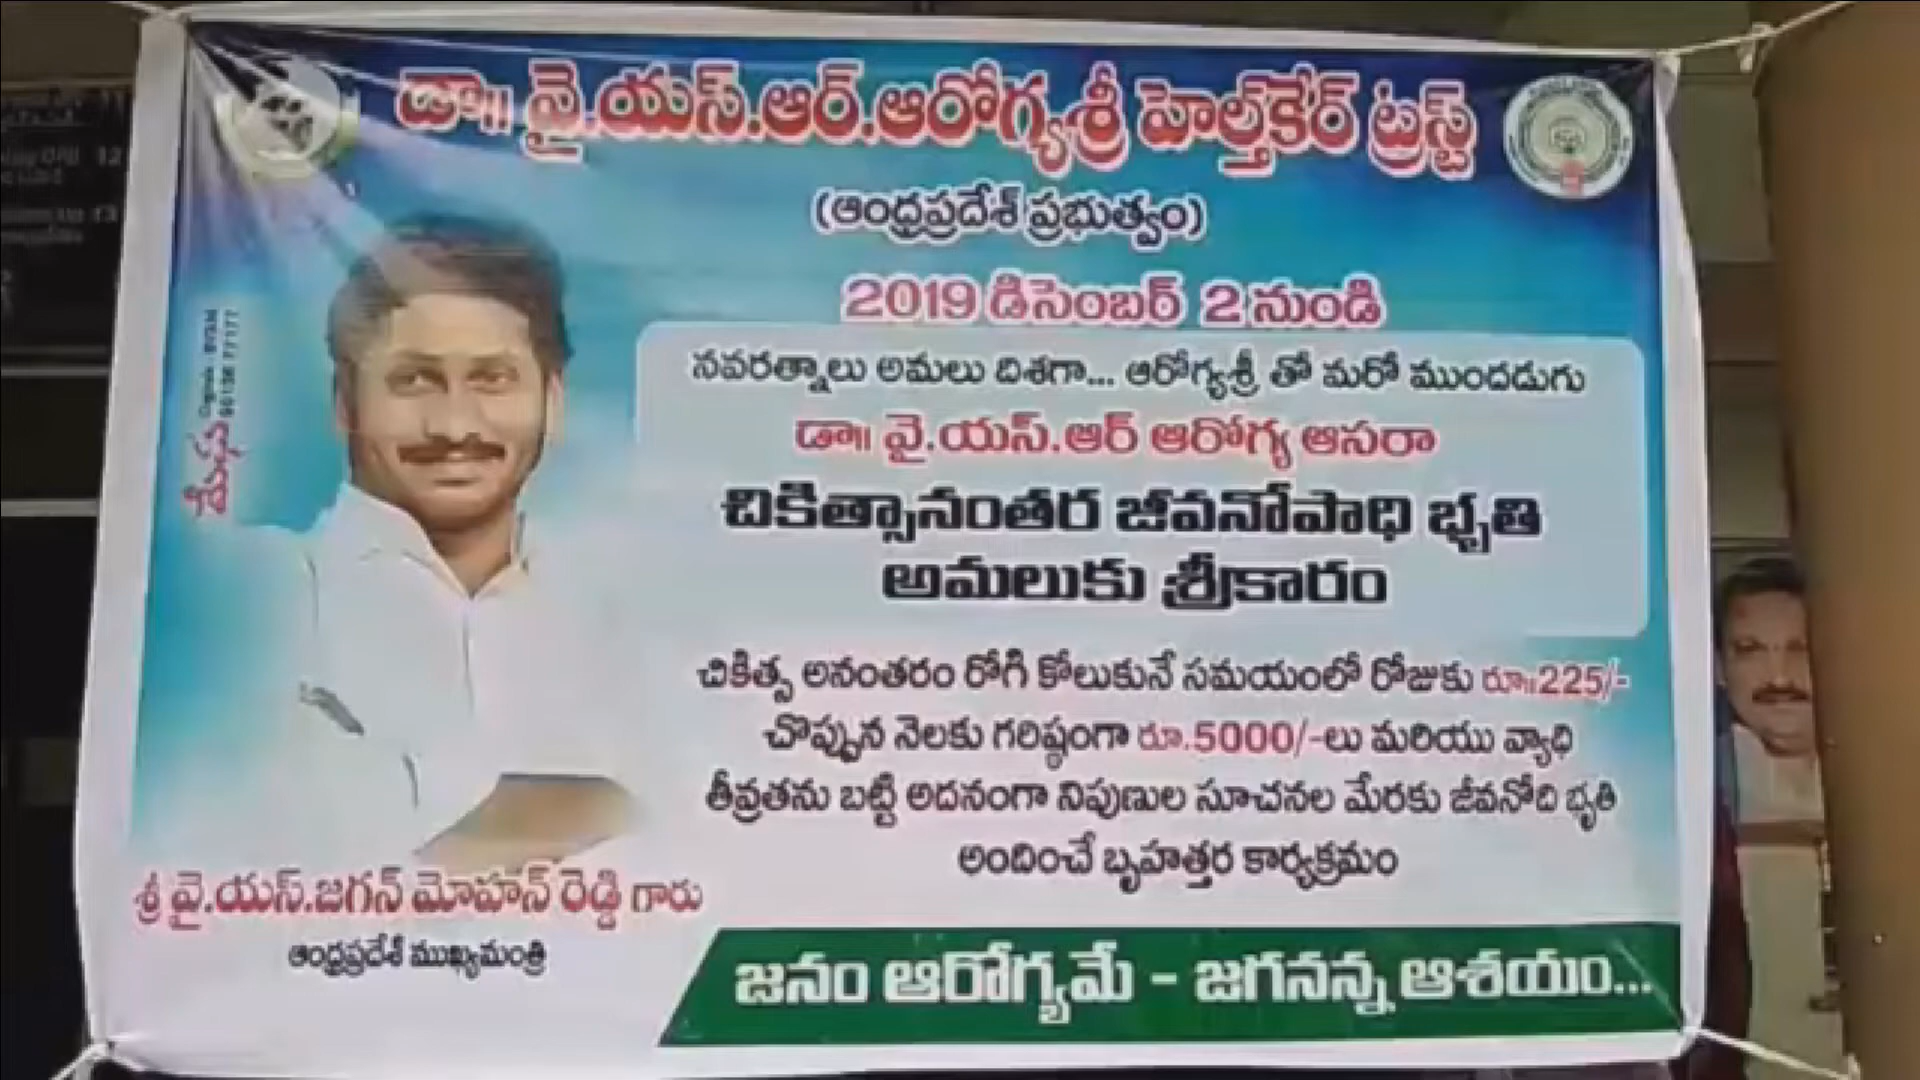 డా॥ వై.యస్.ఆర్.ఆరోగ్యశ్రీ హెల్త్‌కేర్ ట్రస్ట్
(ఆంధ్రప్రదేశ్ ప్రభుత్వం)
2019 డిసెంబర్ 2 నుండి
నవరత్నాలు అమలు దిశగా... ఆరోగ్యశ్రీ తో మరో ముందడుగు
డా॥ వై.యస్.ఆర్ ఆరోగ్య ఆసరా
చికిత్సానంతర జీవనోపాధి భృతి
అమలుకు శ్రీకారం
చికిత్స అనంతరం రోగి కోలుకునే సమయంలో రోజుకు రూ॥225/-
చొప్పున నెలకు గరిష్ఠంగా రూ.5000/-లు మరియు వ్యాధి
తీవ్రతను బట్టి అదనంగా నిపుణుల సూచనల మేరకు జీవనోది భృతి
అందించే బృహత్తర కార్యక్రమం
శ్రీ వై.యస్.జగన్ మోహన్ రెడ్డి గారు
ఆంధ్రప్రదేశ్ ముఖ్యమంత్రి
జనం ఆరోగ్యమే - జగనన్న ఆశయం...